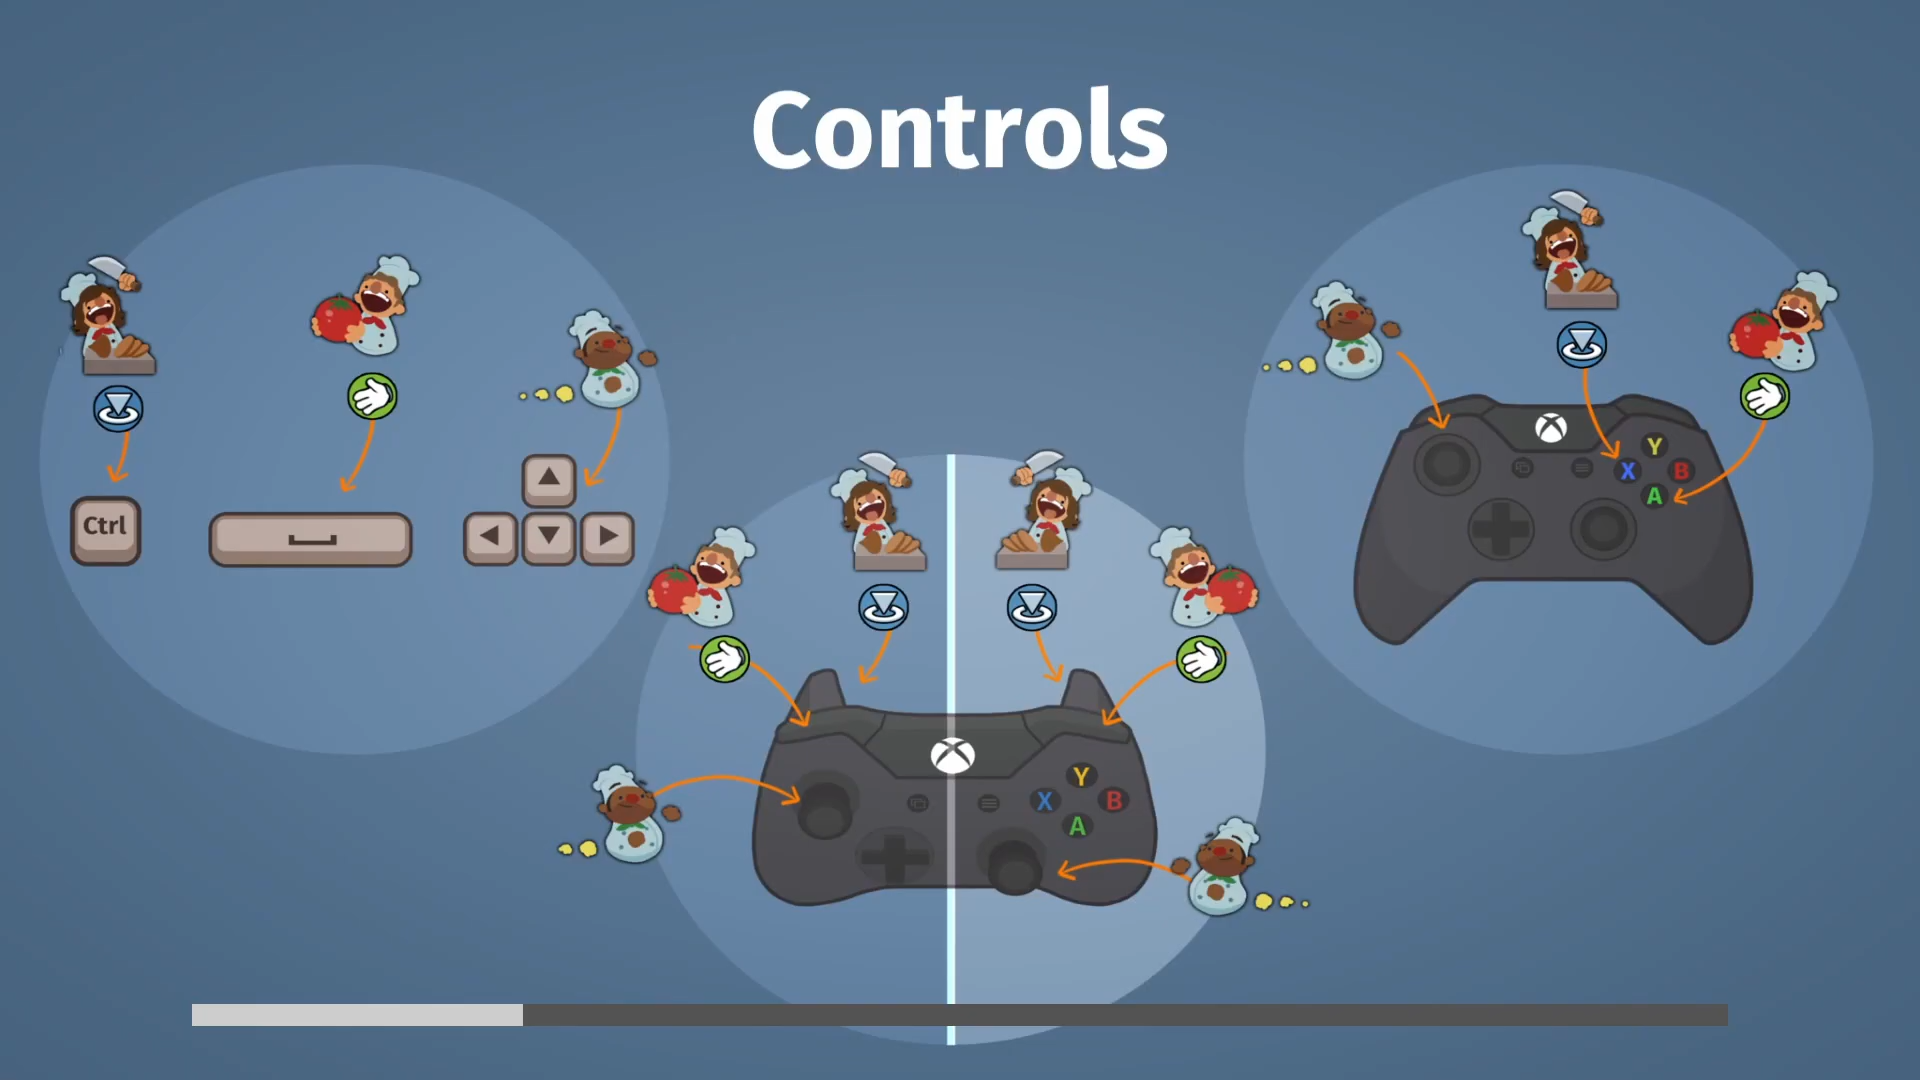 Controls
Ctrl
Y
X B
A
Y
X B
A